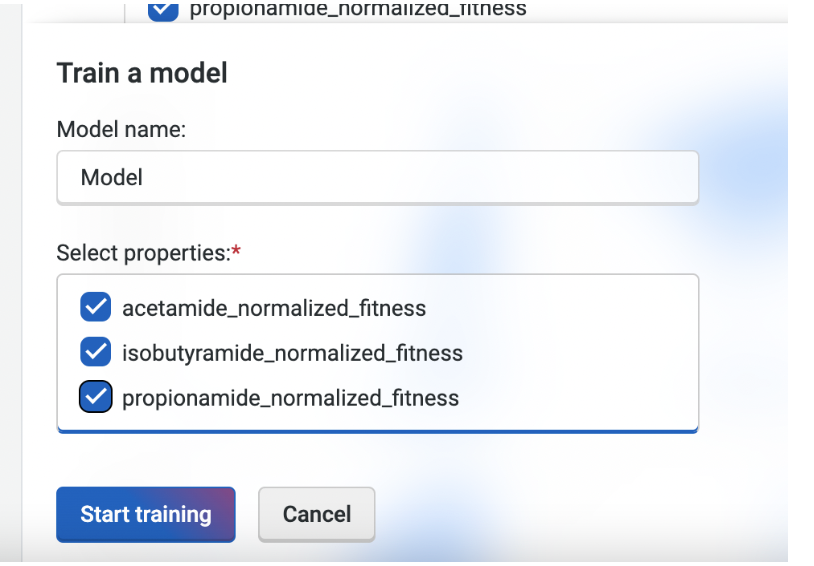 propionamide_normalized_fitness
Train a model
Model name:
Model
Select properties:*
acetamide_normalized_fitness
isobutyramide_normalized_fitness
propionamide_normalized_fitness
Start training
Cancel